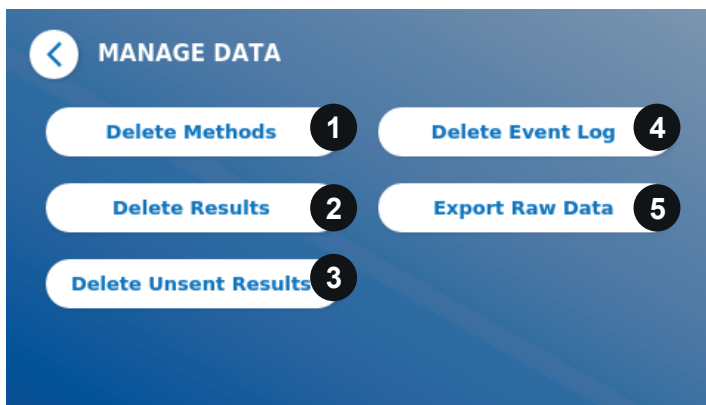 MANAGE DATA
Delete Methods 1
Delete Event Log 4
Delete Results 2
Export Raw Data 5
Delete Unsent Results 3